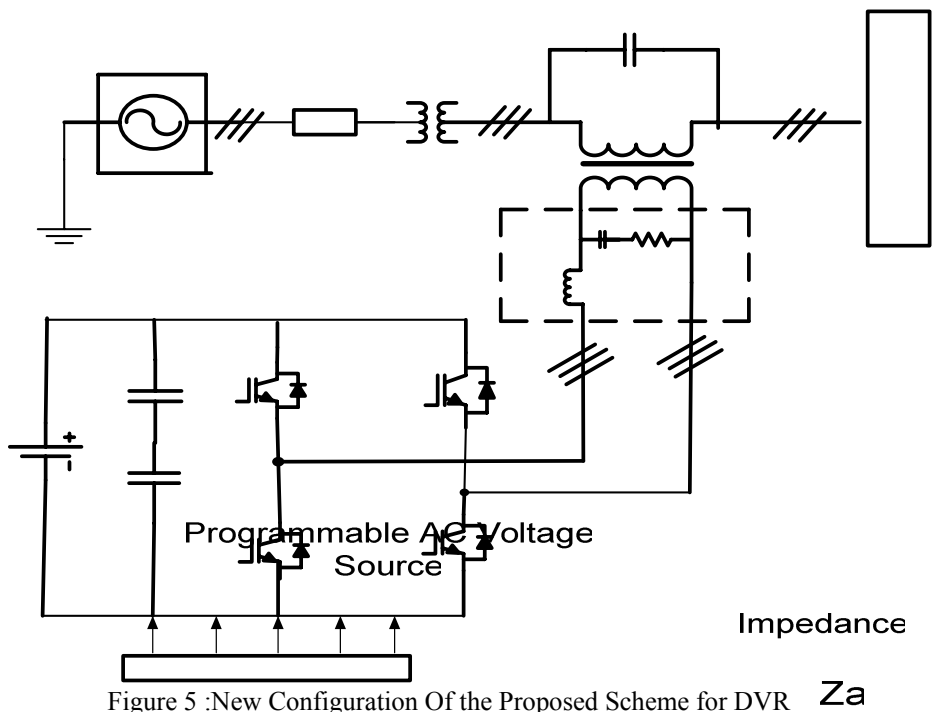 +
-
Programmable AC Voltage
Source
Impedance
Za
Figure 5 :New Configuration Of the Proposed Scheme for DVR